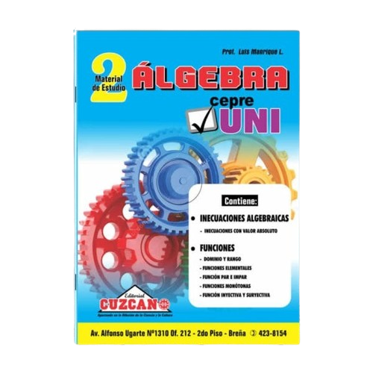 Prof. Luis Manrique L.
2
Material
de Estudio
ÁLGEBRA
cepre
UNI
Contiene:
• INECUACIONES ALGEBRAICAS
- INECUACIONES CON VALOR ABSOLUTO
• FUNCIONES
- DOMINIO Y RANGO
- FUNCIONES ELEMENTALES
- FUNCIÓN PAR E IMPAR
- FUNCIONES MONÓTONAS
- FUNCIÓN INYECTIVA Y SURYECTIVA
Editorial
CUZCANO
Av. Alfonso Ugarte Nº1310 Of. 212 - 2do Piso - Breña 423-8154